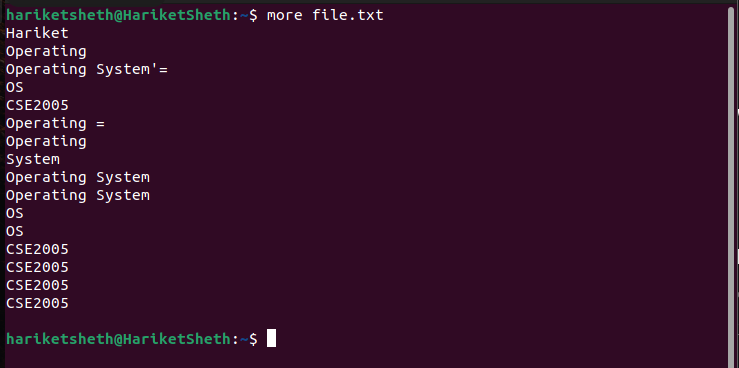 hariketsheth@HariketSheth:~$ more file.txt
Hariket
Operating
Operating System'=
OS
CSE2005
Operating =
Operating
System
Operating System
Operating System
OS
OS
CSE2005
CSE2005
CSE2005
CSE2005
hariketsheth@HariketSheth:~$